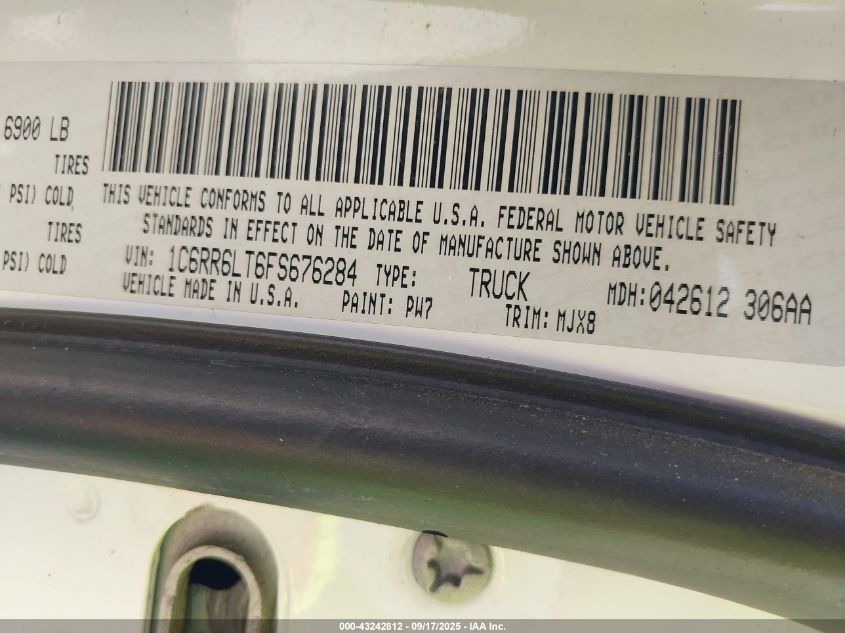 6900 LB
TIRES
PSI) COLD
TIRES
PSI) COLD
THIS VEHICLE CONFORMS TO ALL APPLICABLE U.S.A. FEDERAL MOTOR VEHICLE SAFETY
STANDARDS IN EFFECT ON THE DATE OF MANUFACTURE SHOWN ABOVE.
VIN: 1C6RR6LT6FS676284 TYPE: TRUCK MDH:042612 306AA
VEHICLE MADE IN U.S.A. PAINT: PW7 TRIM: MJX8
000-43242812 - 09/17/2025 - IAA Inc.